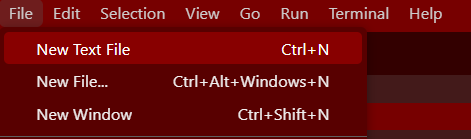 File Edit Selection View Go Run Terminal Help
New Text File Ctrl+N
New File... Ctrl+Alt+Windows+N
New Window Ctrl+Shift+N